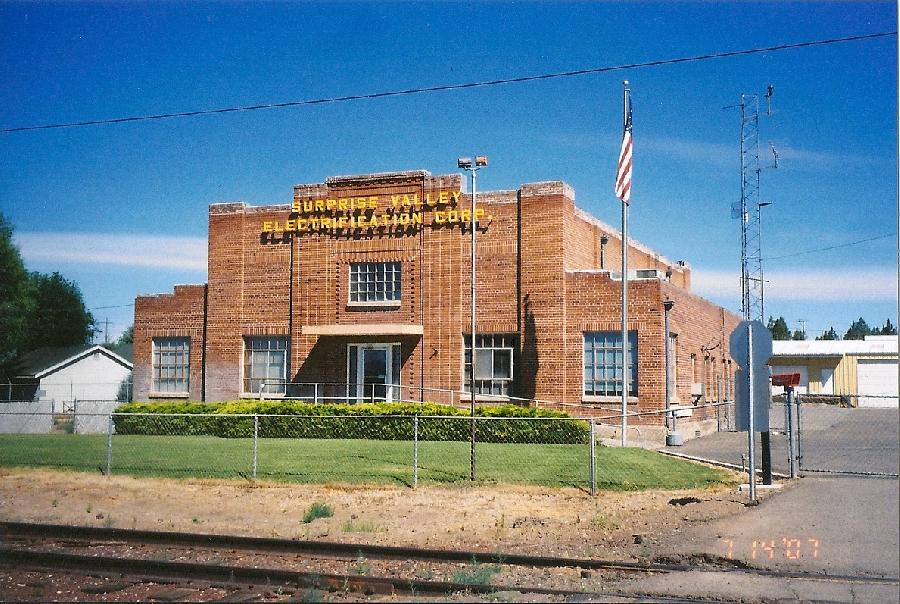 SURPRISE VALLEY
ELECTRIFICATION CORP.
7 14 '07